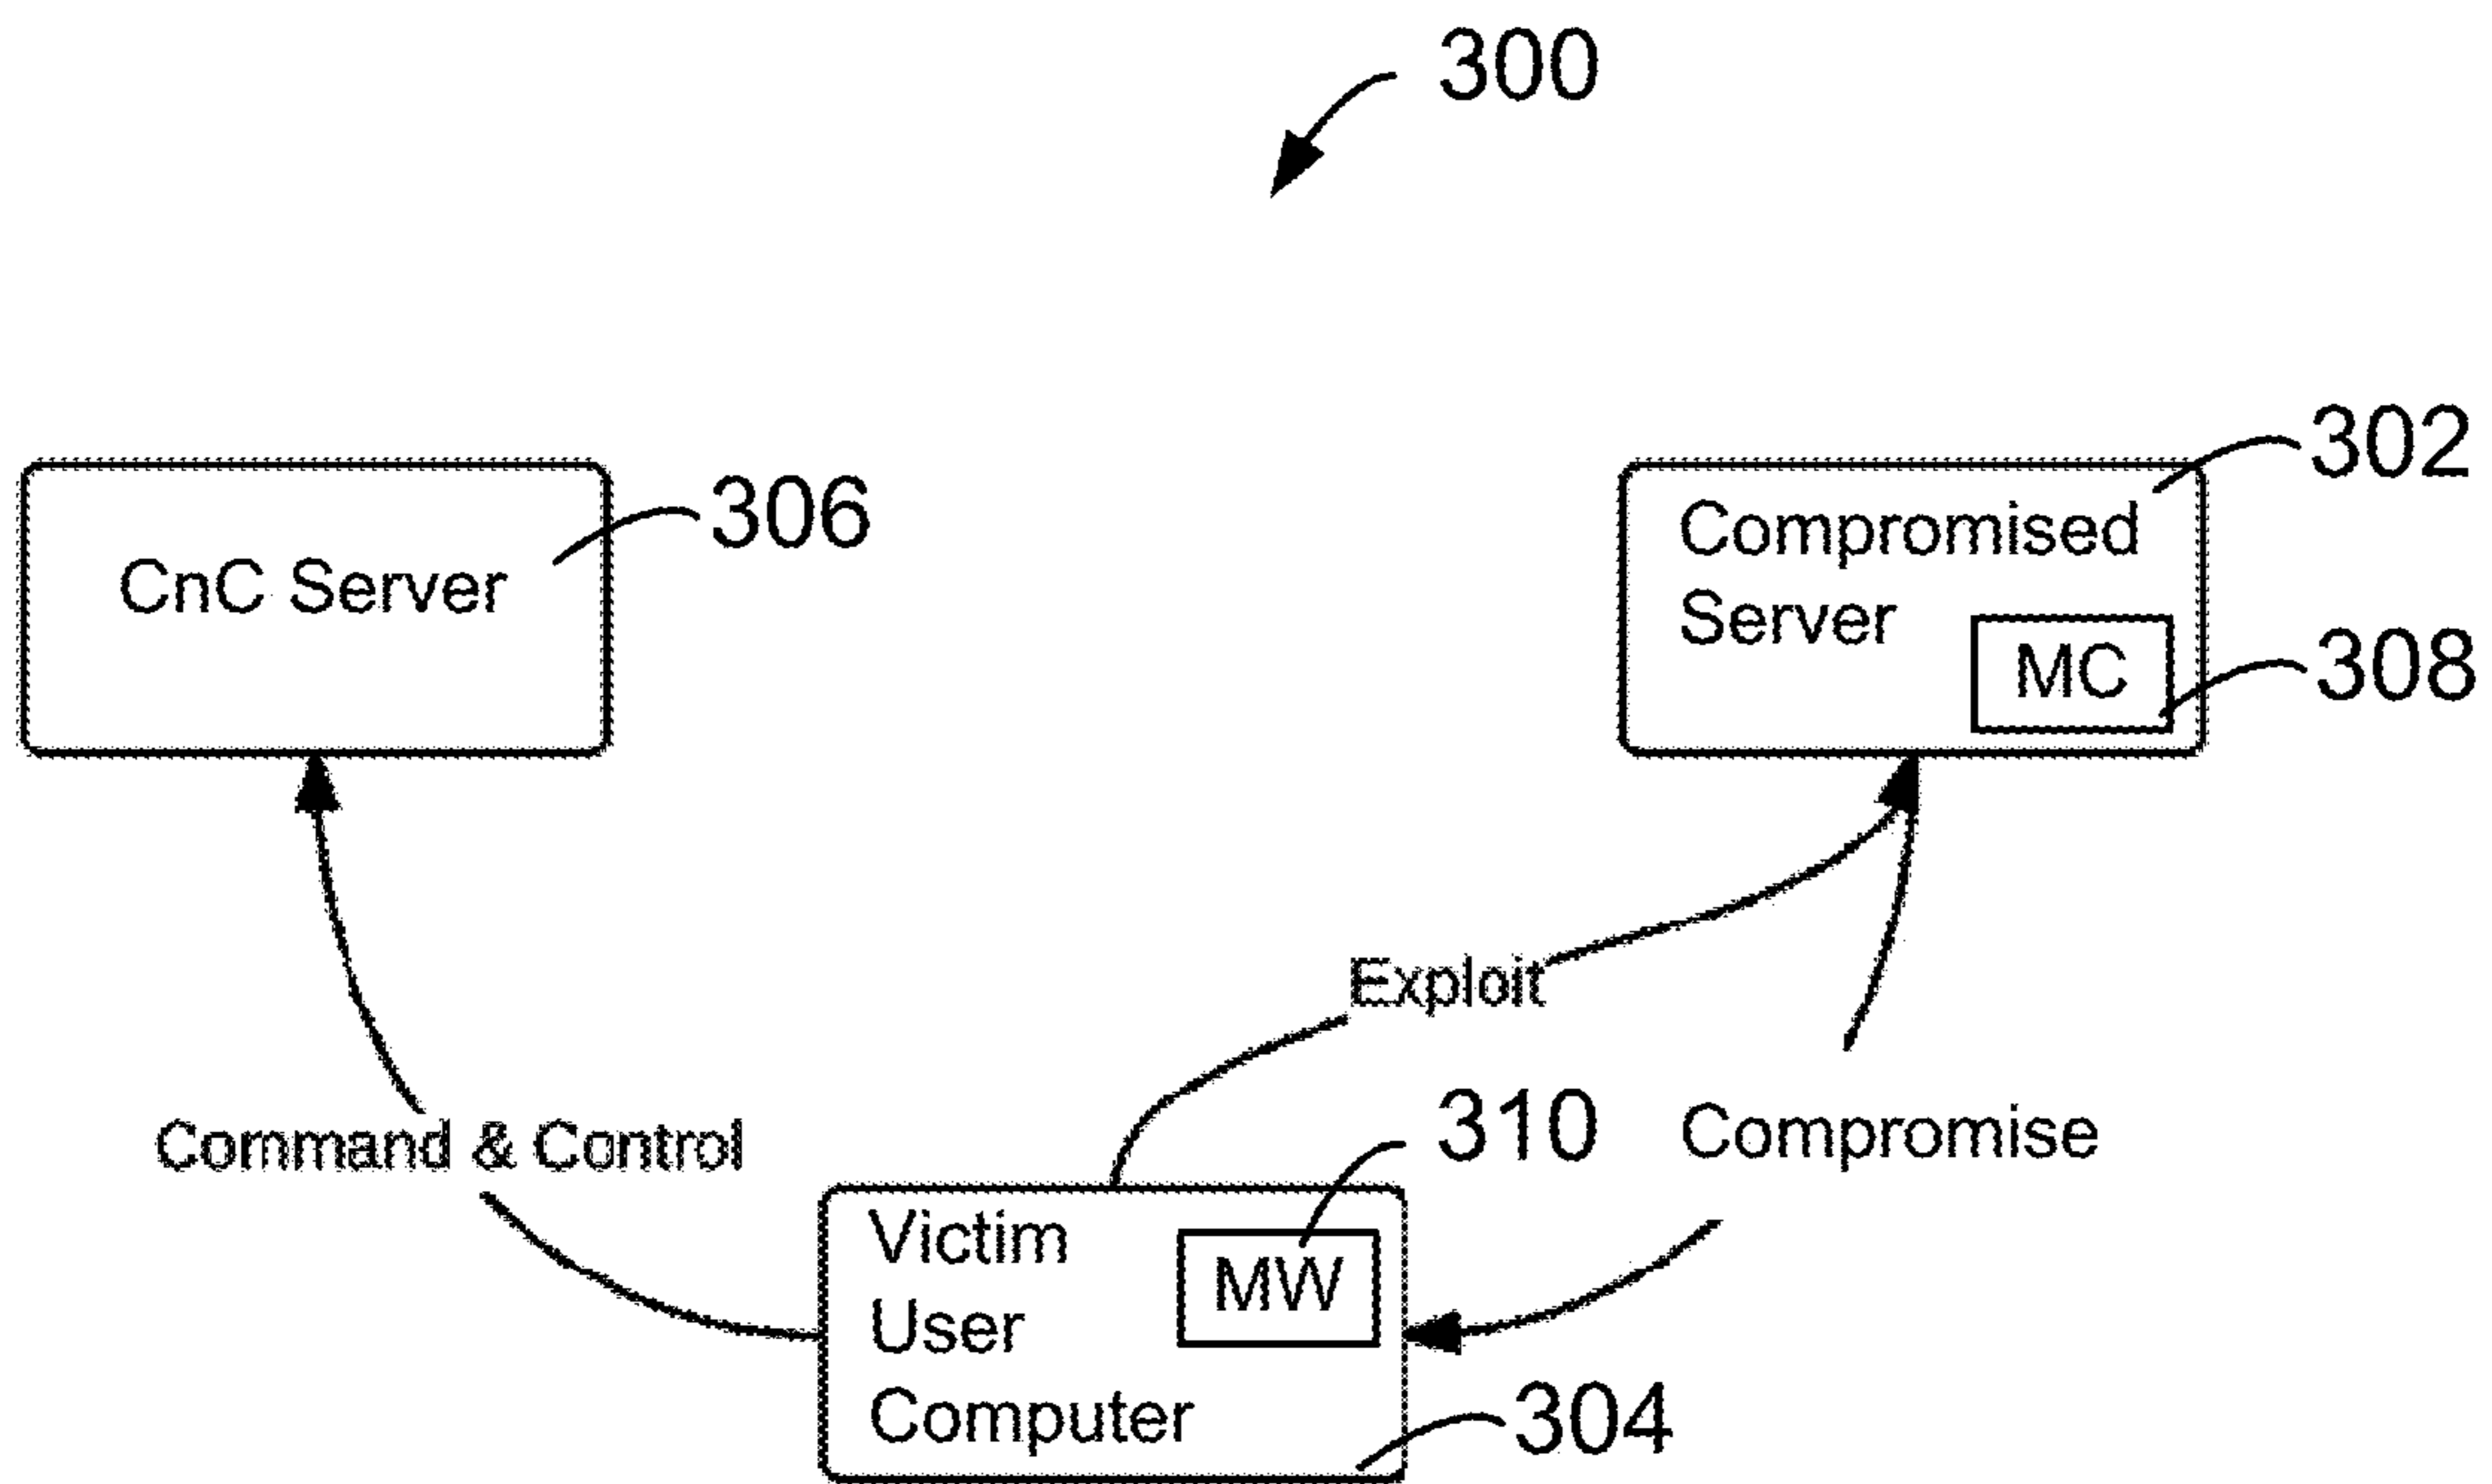 300
302
306
Compromised
CnC Server
Server
MC
308
Exploit
310
Compromise
Command & Control
Victim
MW
User
Computer
304